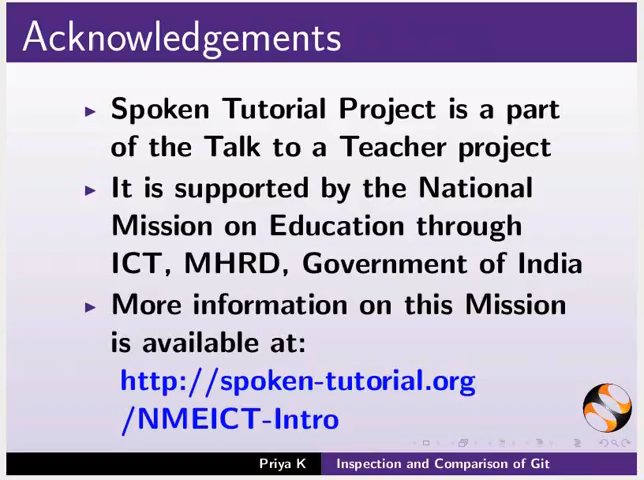 Acknowledgements
Spoken Tutorial Project is a part
of the Talk to a Teacher project
It is supported by the National
Mission on Education through
ICT, MHRD, Government of India
More information on this Mission
is available at:
http://spoken-tutorial.org
/NMEICT-Intro
Priya K Inspection and Comparison of Git